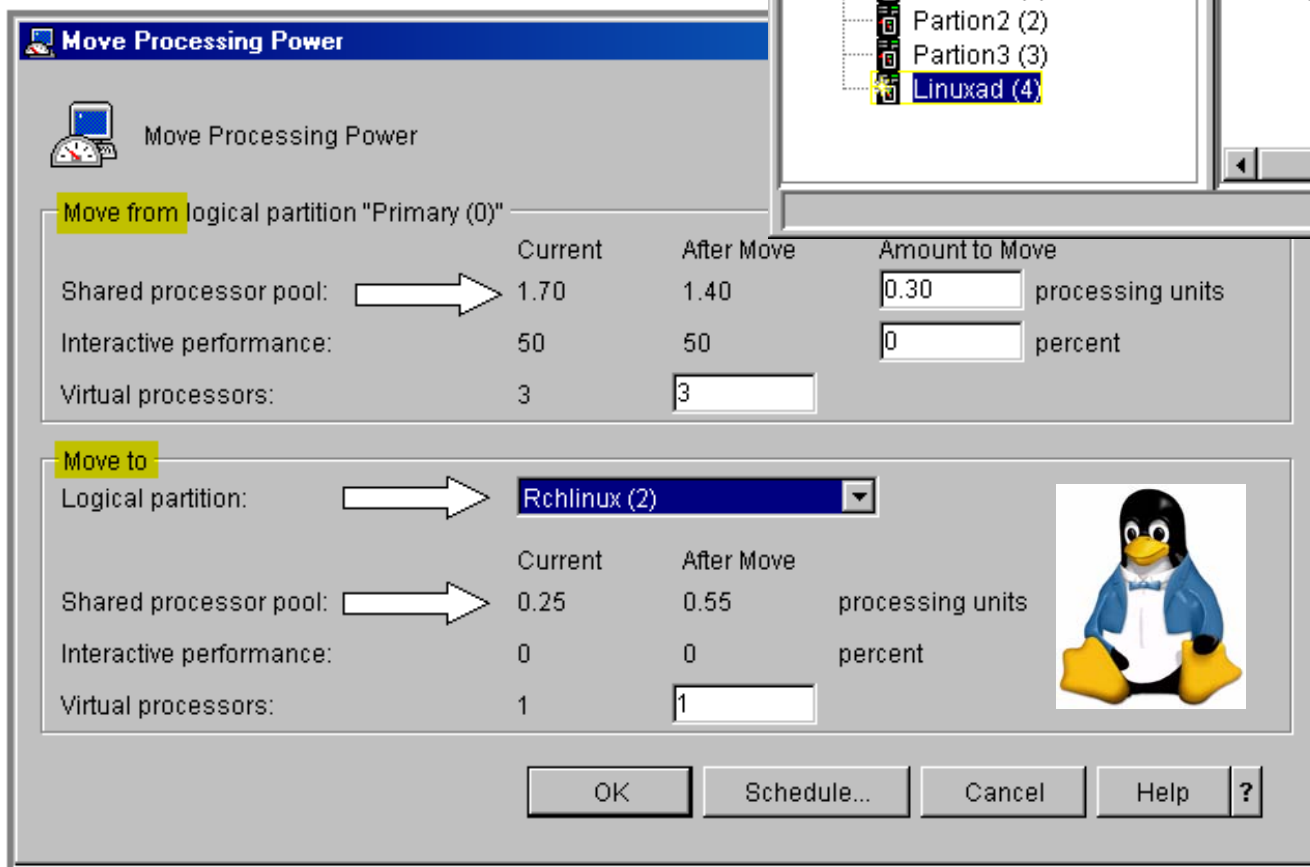 Partion2 (2)
Partion3 (3)
Linuxad (4)
Move Processing Power
Move Processing Power
Move from logical partition "Primary (0)"
Current After Move Amount to Move
Shared processor pool: 1.70 1.40 0.30 processing units
Interactive performance: 50 50 0 percent
Virtual processors: 3 3
Move to
Logical partition: Rchlinux (2)
Current After Move
Shared processor pool: 0.25 0.55 processing units
Interactive performance: 0 0 percent
Virtual processors: 1 1
OK Schedule... Cancel Help ?